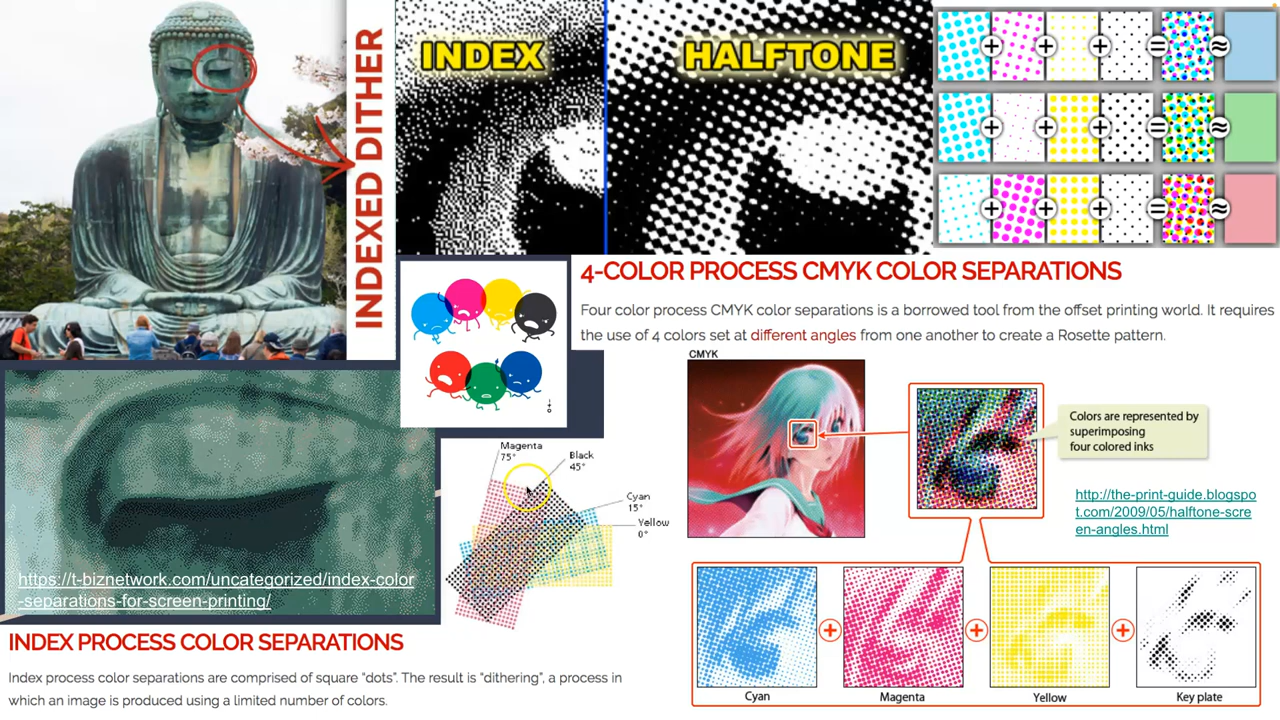 INDEXED DITHER
INDEX
HALFTONE
4-COLOR PROCESS CMYK COLOR SEPARATIONS
Four color process CMYK color separations is a borrowed tool from the offset printing world. It requires
the use of 4 colors set at different angles from one another to create a Rosette pattern.
CMYK
Colors are represented by
superimposing
four colored inks
http://the-print-guide.blogspo
t.com/2009/05/halftone-scre
en-angles.html
Magenta
75°
Black
45°
Cyan
15°
Yellow
0°
https://t-biznetwork.com/uncategorized/index-color
-separations-for-screen-printing/
INDEX PROCESS COLOR SEPARATIONS
Index process color separations are comprised of square "dots". The result is "dithering", a process in
which an image is produced using a limited number of colors.
Cyan
Magenta
Yellow
Key plate